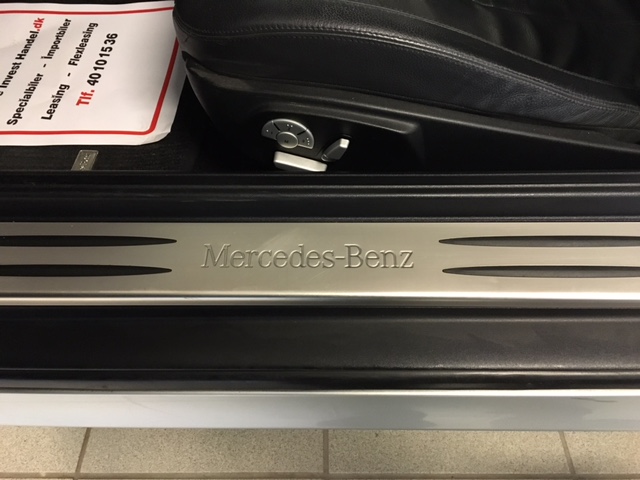 Invest Handel.dk
Specialbiler - importbiler
Leasing - Flexleasing
Tlf. 40101536
Mercedes-Benz